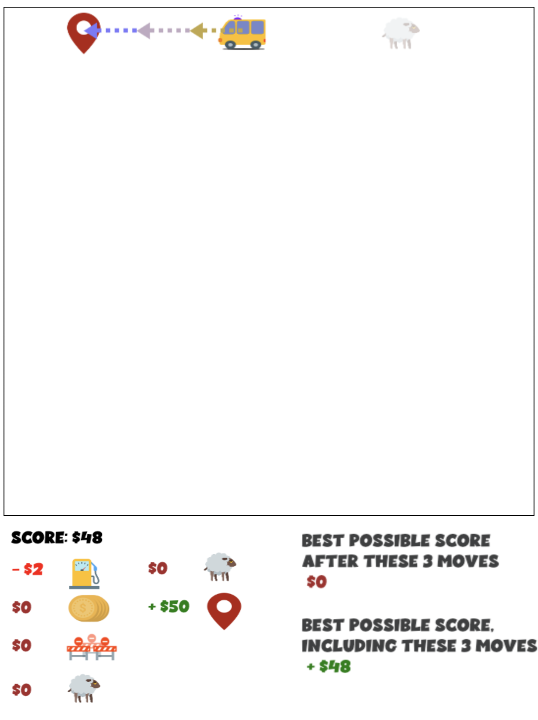 SCORE: $48
- $2
$0
$0
+ $50
$0
$0
BEST POSSIBLE SCORE
AFTER THESE 3 MOVES
$0
BEST POSSIBLE SCORE,
INCLUDING THESE 3 MOVES
+ $48